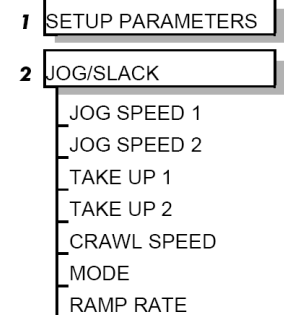 1 SETUP PARAMETERS
2 JOG/SLACK
JOG SPEED 1
JOG SPEED 2
TAKE UP 1
TAKE UP 2
CRAWL SPEED
MODE
RAMP RATE